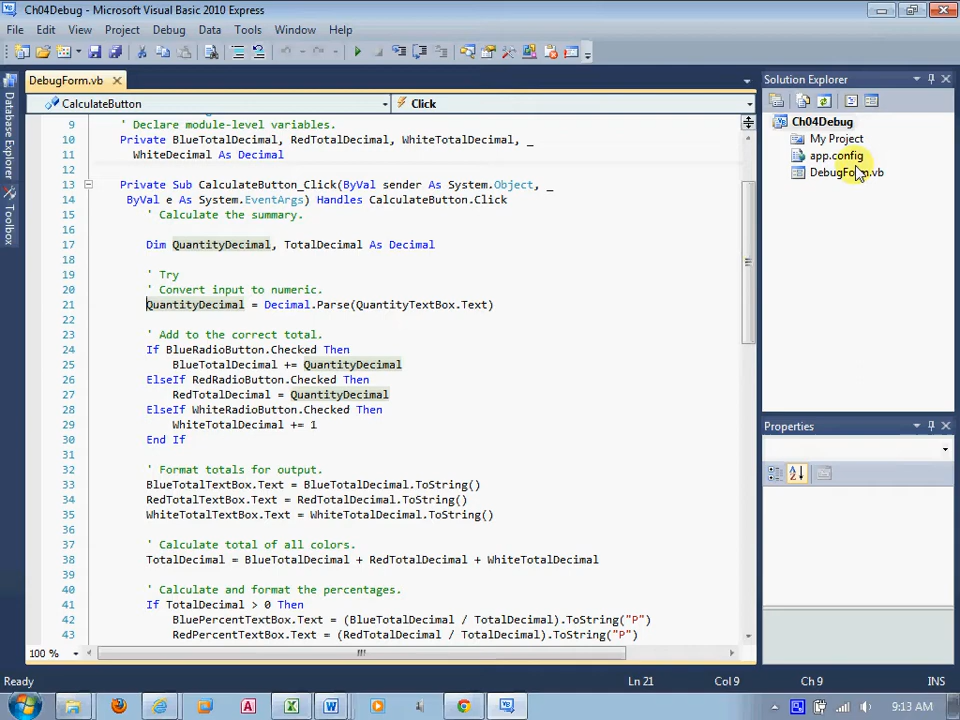 Ch04Debug - Microsoft Visual Basic 2010 Express
File Edit View Project Debug Data Tools Window Help
DebugForm.vb
CalculateButton
Click
9 ' Declare module-level variables.
10 Private BlueTotalDecimal, RedTotalDecimal, WhiteTotalDecimal, _
11 WhiteDecimal As Decimal
12
13 Private Sub CalculateButton_Click(ByVal sender As System.Object, _
14 ByVal e As System.EventArgs) Handles CalculateButton.Click
15 ' Calculate the summary.
16
17 Dim QuantityDecimal, TotalDecimal As Decimal
18
19 ' Try
20 ' Convert input to numeric.
21 QuantityDecimal = Decimal.Parse(QuantityTextBox.Text)
22
23 ' Add to the correct total.
24 If BlueRadioButton.Checked Then
25 BlueTotalDecimal += QuantityDecimal
26 ElseIf RedRadioButton.Checked Then
27 RedTotalDecimal = QuantityDecimal
28 ElseIf WhiteRadioButton.Checked Then
29 WhiteTotalDecimal += 1
30 End If
31
32 ' Format totals for output.
33 BlueTotalTextBox.Text = BlueTotalDecimal.ToString()
34 RedTotalTextBox.Text = RedTotalDecimal.ToString()
35 WhiteTotalTextBox.Text = WhiteTotalDecimal.ToString()
36
37 ' Calculate total of all colors.
38 TotalDecimal = BlueTotalDecimal + RedTotalDecimal + WhiteTotalDecimal
39
40 ' Calculate and format the percentages.
41 If TotalDecimal > 0 Then
42 BluePercentTextBox.Text = (BlueTotalDecimal / TotalDecimal).ToString("P")
43 RedPercentTextBox.Text = (RedTotalDecimal / TotalDecimal).ToString("P")
100 %
Database Explorer
Toolbox
Solution Explorer
Ch04Debug
My Project
app.config
DebugForm.vb
Properties
Ready
Ln 21
Col 9
Ch 9
INS
9:13 AM